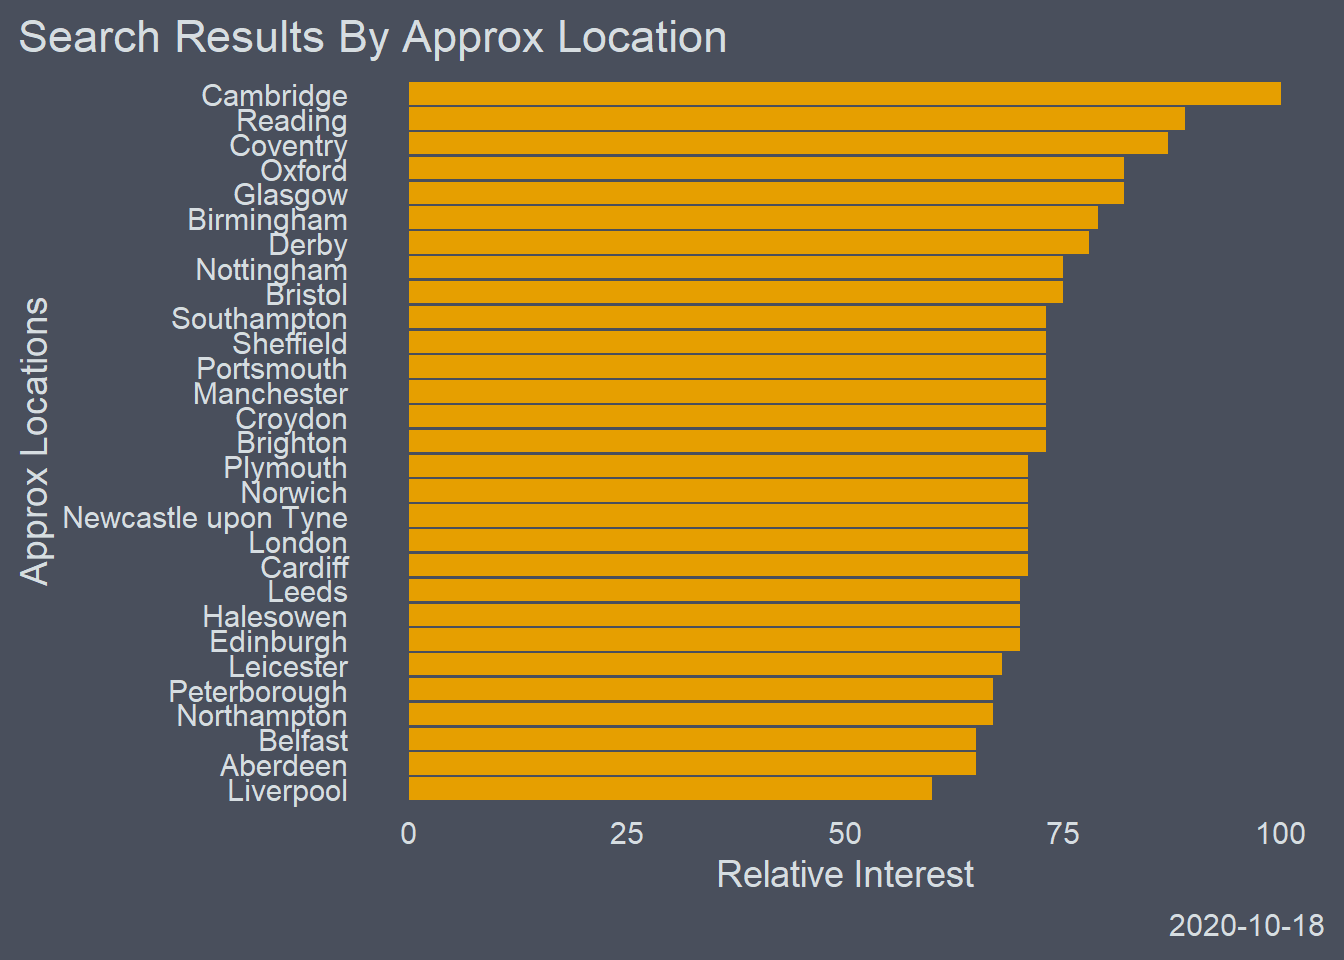 Search Results By Approx Location
Cambridge
Reading
Coventry
Oxford
Glasgow
Birmingham
Derby
Nottingham
Bristol
Southampton
Sheffield
Portsmouth
Manchester
Croydon
Brighton
Plymouth
Norwich
Newcastle upon Tyne
London
Cardiff
Leeds
Halesowen
Edinburgh
Leicester
Peterborough
Northampton
Belfast
Aberdeen
Liverpool
Approx Locations
0 25 50 75 100
Relative Interest
2020-10-18